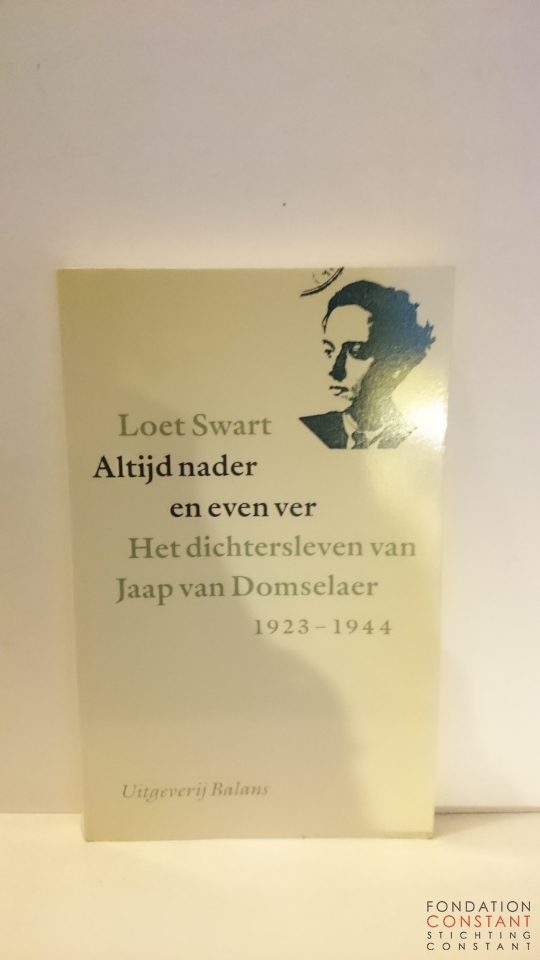 Loet Swart
Altijd nader
en even ver
Het dichtersleven van
Jaap van Domselaer
1923–1944
Uitgeverij Balans
FONDATION
CONSTANT
STICHTING
CONSTANT